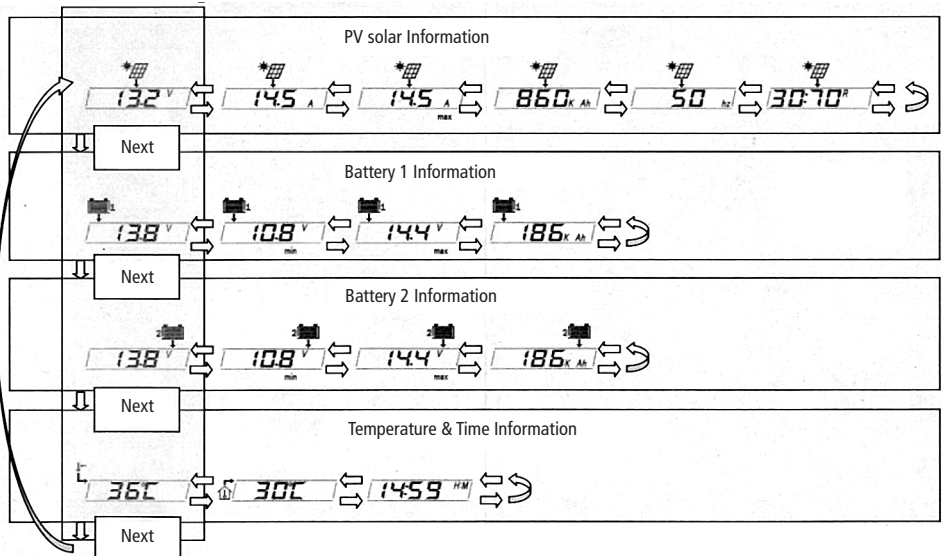 PV solar Information
13.2 V 14.5 A 14.5 A max 860 K Ah 50 hz 30:70 R
Next
Battery 1 Information
1 1 1 1
13.8 V 10.8 V min 14.4 V max 186 K Ah
Next
Battery 2 Information
2 2 2 2
13.8 V 10.8 V min 14.4 V max 186 K Ah
Next
Temperature & Time Information
36°C 30°C 14:59 H:M
Next